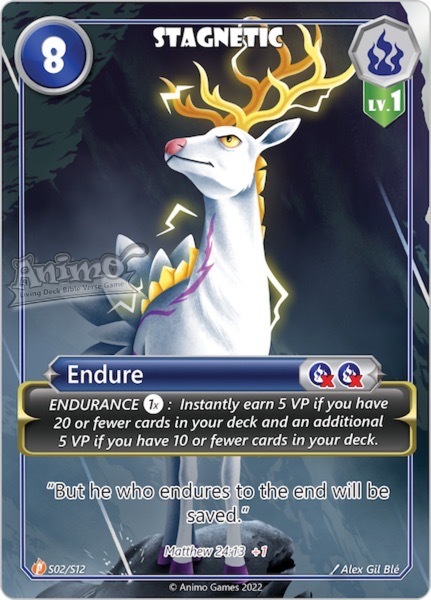 8
STAGNETIC
LV.1
Animo
Living Deck Bible Verse Game
Endure
ENDURANCE 1x : Instantly earn 5 VP if you have
20 or fewer cards in your deck and an additional
5 VP if you have 10 or fewer cards in your deck.
"But he who endures to the end will be
saved."
Matthew 24:13 +1
P S02/S12
Alex Gil Blé
© Animo Games 2022